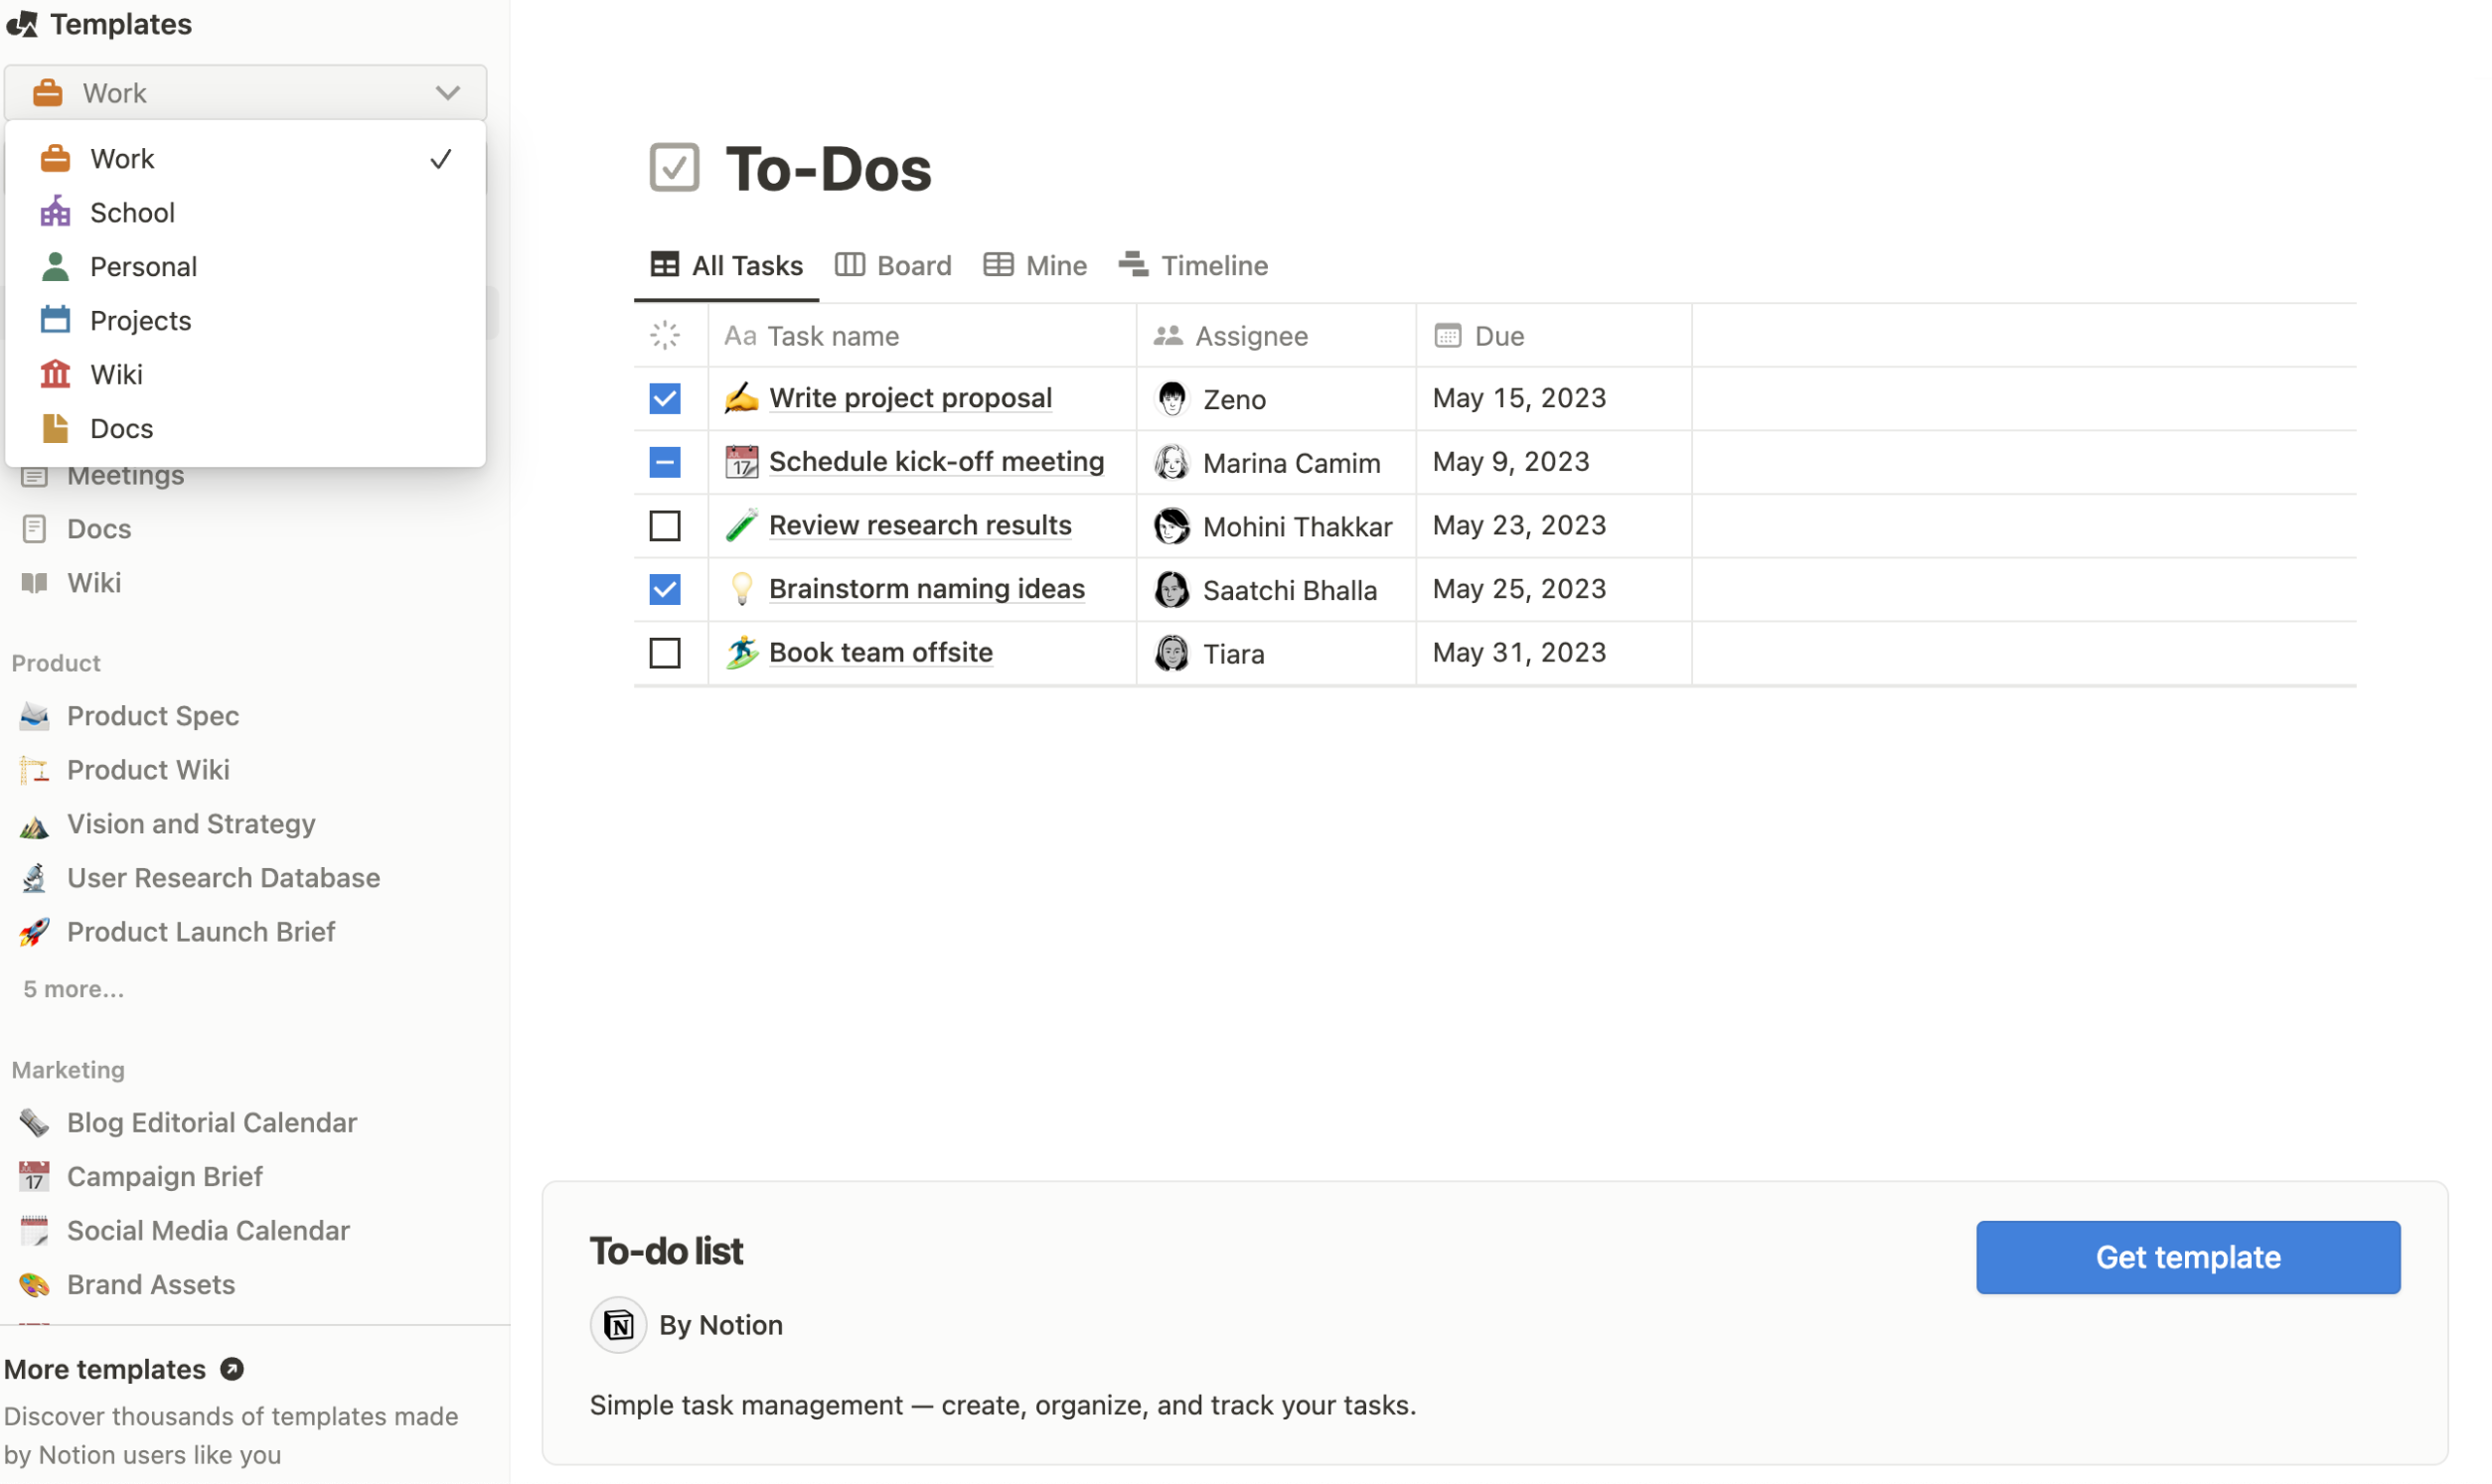 Templates
Work
Work
School
Personal
Projects
Wiki
Docs
Meetings
Docs
Wiki
Product
Product Spec
Product Wiki
Vision and Strategy
User Research Database
Product Launch Brief
5 more...
Marketing
Blog Editorial Calendar
Campaign Brief
Social Media Calendar
Brand Assets
More templates
Discover thousands of templates made
by Notion users like you
To-Dos
All Tasks Board Mine Timeline
Aa Task name Assignee Due
Write project proposal Zeno May 15, 2023
Schedule kick-off meeting Marina Camim May 9, 2023
Review research results Mohini Thakkar May 23, 2023
Brainstorm naming ideas Saatchi Bhalla May 25, 2023
Book team offsite Tiara May 31, 2023
To-do list
Get template
By Notion
Simple task management — create, organize, and track your tasks.